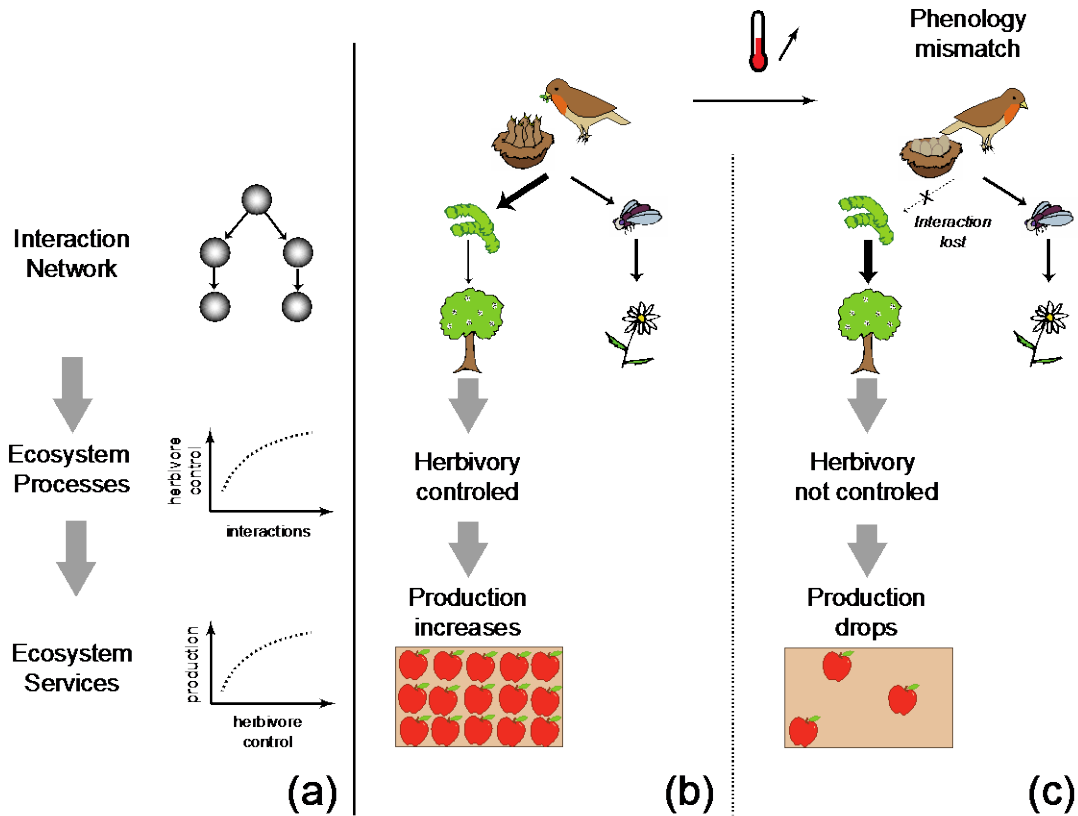 Interaction
Network
Ecosystem
Processes
herbivore
control
interactions
Ecosystem
Services
production
herbivore
control
(a)
Herbivory
controled
Production
increases
(b)
Phenology
mismatch
x
Interaction
lost
Herbivory
not controled
Production
drops
(c)